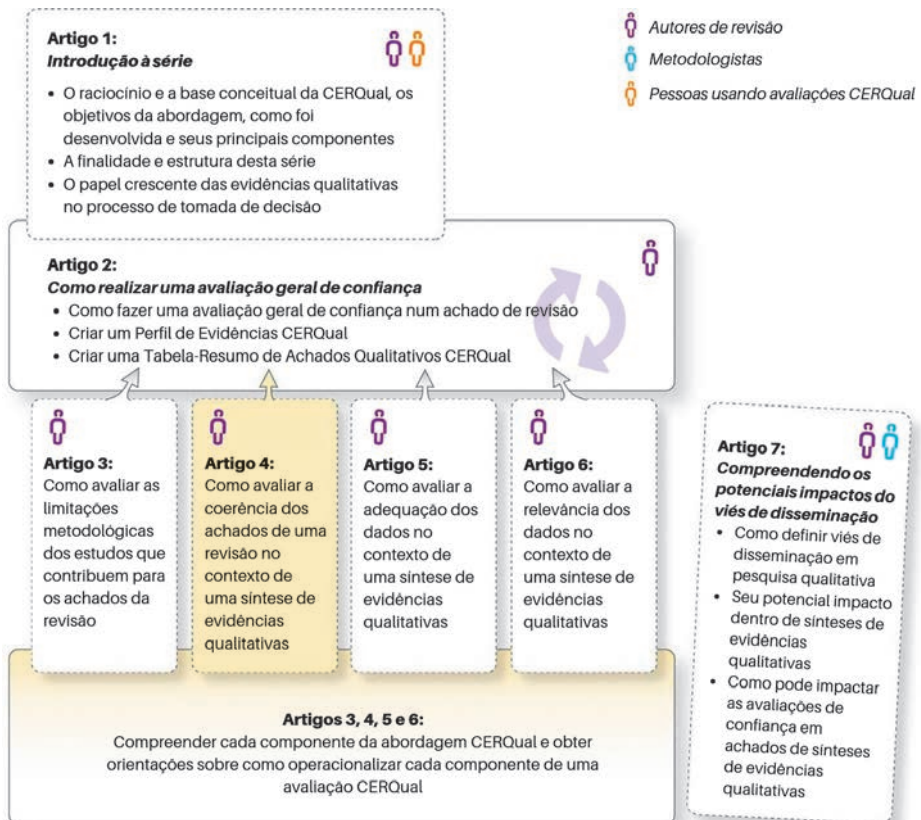 Artigo 1:
Introdução à série
• O raciocínio e a base conceitual da CERQual, os
objetivos da abordagem, como foi
desenvolvida e seus principais componentes
• A finalidade e estrutura desta série
• O papel crescente das evidências qualitativas
no processo de tomada de decisão
Autores de revisão
Metodologistas
Pessoas usando avaliações CERQual
Artigo 2:
Como realizar uma avaliação geral de confiança
• Como fazer uma avaliação geral de confiança num achado de revisão
• Criar um Perfil de Evidências CERQual
• Criar uma Tabela-Resumo de Achados Qualitativos CERQual
Artigo 3:
Como avaliar as
limitações
metodológicas
dos estudos que
contribuem para
os achados da
revisão
Artigo 4:
Como avaliar a
coerência dos
achados de uma
revisão no
contexto de
uma síntese de
evidências
qualitativas
Artigo 5:
Como avaliar a
adequação dos
dados no
contexto de
uma síntese de
evidências
qualitativas
Artigo 6:
Como avaliar a
relevância dos
dados no
contexto de
uma síntese de
evidências
qualitativas
Artigo 7:
Compreendendo os
potenciais impactos do
viés de disseminação
• Como definir viés de
disseminação em
pesquisa qualitativa
• Seu potencial impacto
dentro de sínteses de
evidências
qualitativas
• Como pode impactar
as avaliações de
confiança em
achados de sínteses
de evidências
qualitativas
Artigos 3, 4, 5 e 6:
Compreender cada componente da abordagem CERQual e obter
orientações sobre como operacionalizar cada componente de uma
avaliação CERQual